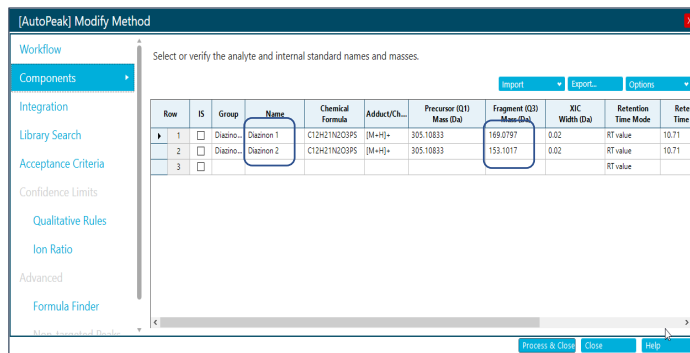 [AutoPeak] Modify Method
Workflow
Components
Integration
Library Search
Acceptance Criteria
Confidence Limits
Qualitative Rules
Ion Ratio
Advanced
Formula Finder
Non-targeted Peaks
Select or verify the analyte and internal standard names and masses.
Import Export... Options
Row IS Group Name Chemical Formula Adduct/Ch... Precursor (Q1) Mass (Da) Fragment (Q3) Mass (Da) XIC Width (Da) Retention Time Mode Rete Time
1 Diazino... Diazinon 1 C12H21N2O3PS [M+H]+ 305.10833 169.0797 0.02 RT value 10.71
2 Diazino... Diazinon 2 C12H21N2O3PS [M+H]+ 305.10833 153.1017 0.02 RT value 10.71
3 RT value
Process & Close Close Help